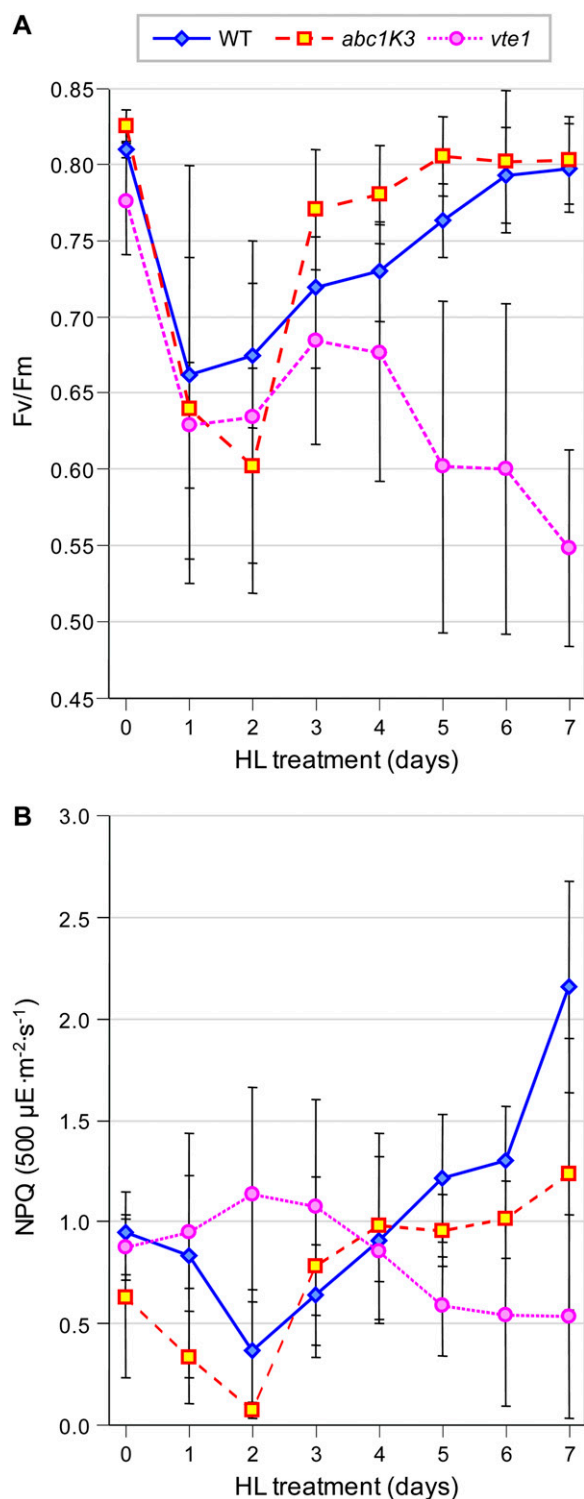 A
WT abc1K3 vte1
0.85
0.80
0.75
0.70
0.65
0.60
0.55
0.50
0.45
Fv/Fm
0 1 2 3 4 5 6 7
HL treatment (days)
B
3.0
2.5
2.0
1.5
1.0
0.5
0.0
NPQ (500 µE·m⁻²·s⁻¹)
0 1 2 3 4 5 6 7
HL treatment (days)